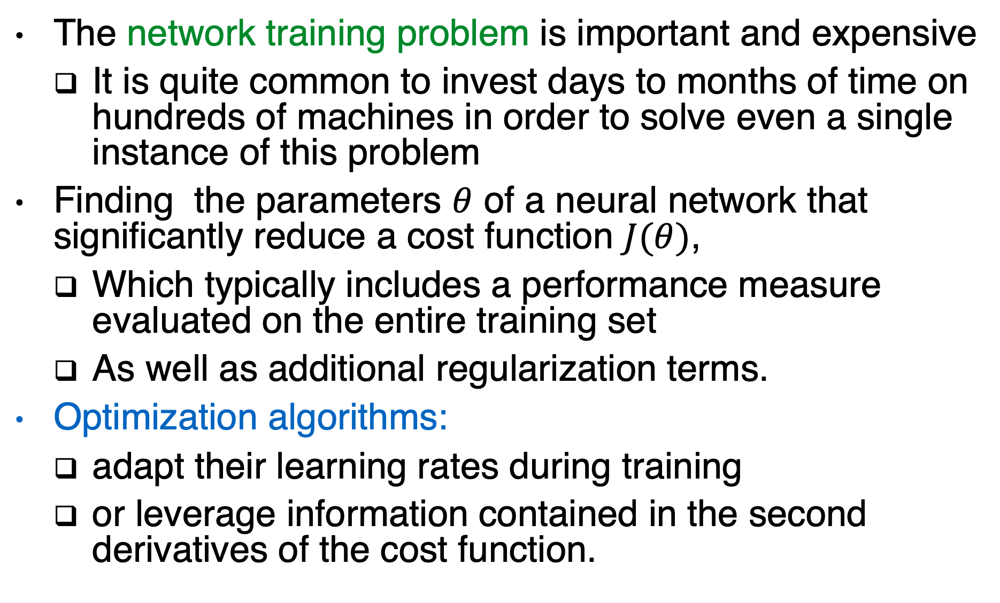 • The network training problem is important and expensive
❑ It is quite common to invest days to months of time on
hundreds of machines in order to solve even a single
instance of this problem
• Finding  the parameters 𝜃 of a neural network that
significantly reduce a cost function 𝐽(𝜃),
❑ Which typically includes a performance measure
evaluated on the entire training set
❑ As well as additional regularization terms.
• Optimization algorithms:
❑ adapt their learning rates during training
❑ or leverage information contained in the second
derivatives of the cost function.